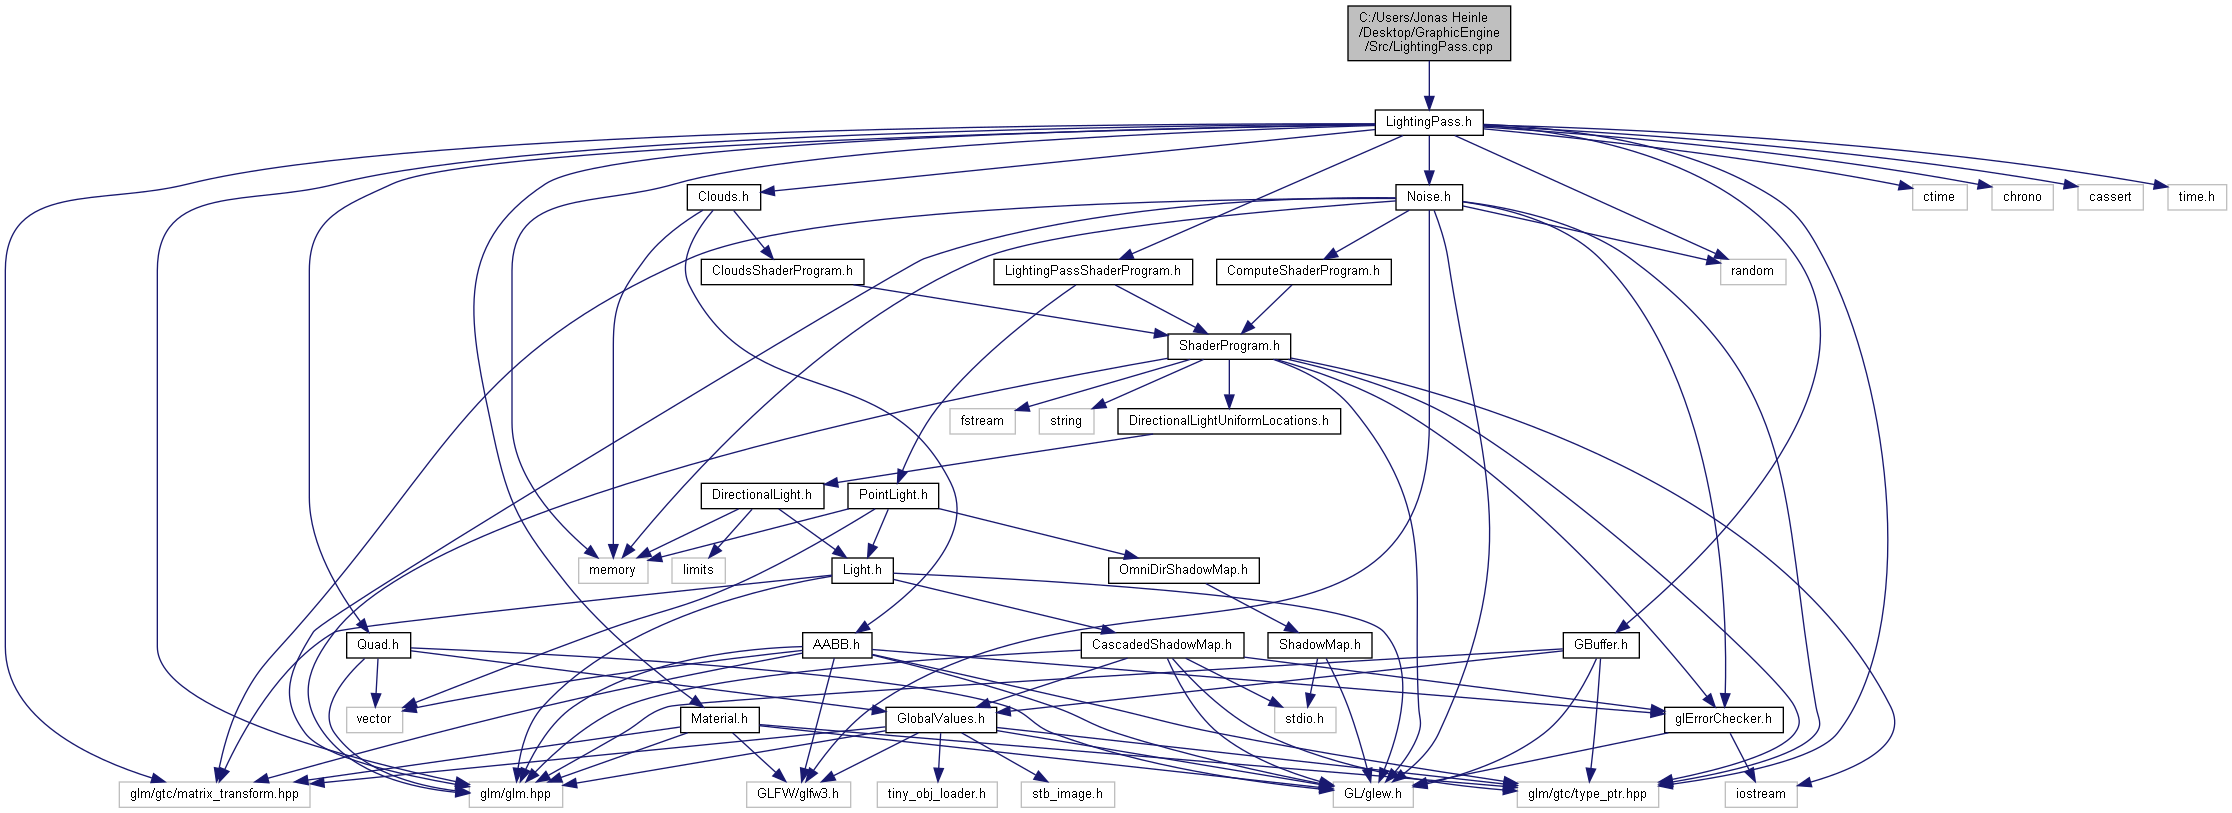 C:/Users/Jonas Heinle
/Desktop/GraphicEngine
/Src/LightingPass.cpp
LightingPass.h
Clouds.h
Noise.h
ctime
chrono
cassert
time.h
CloudsShaderProgram.h
LightingPassShaderProgram.h
ComputeShaderProgram.h
random
ShaderProgram.h
fstream
string
DirectionalLightUniformLocations.h
DirectionalLight.h
PointLight.h
memory
limits
Light.h
OmniDirShadowMap.h
Quad.h
AABB.h
CascadedShadowMap.h
ShadowMap.h
GBuffer.h
vector
Material.h
GlobalValues.h
stdio.h
glErrorChecker.h
glm/gtc/matrix_transform.hpp
glm/glm.hpp
GLFW/glfw3.h
tiny_obj_loader.h
stb_image.h
GL/glew.h
glm/gtc/type_ptr.hpp
iostream